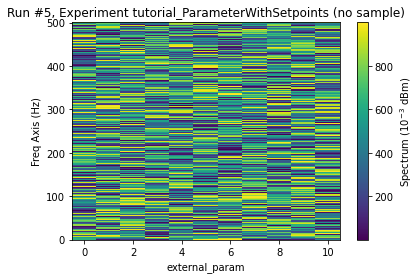 Run #5, Experiment tutorial_ParameterWithSetpoints (no sample)
500
400
300
200
100
0
Freq Axis (Hz)
0 2 4 6 8 10
external_param
800
600
400
200
Spectrum (10⁻³ dBm)